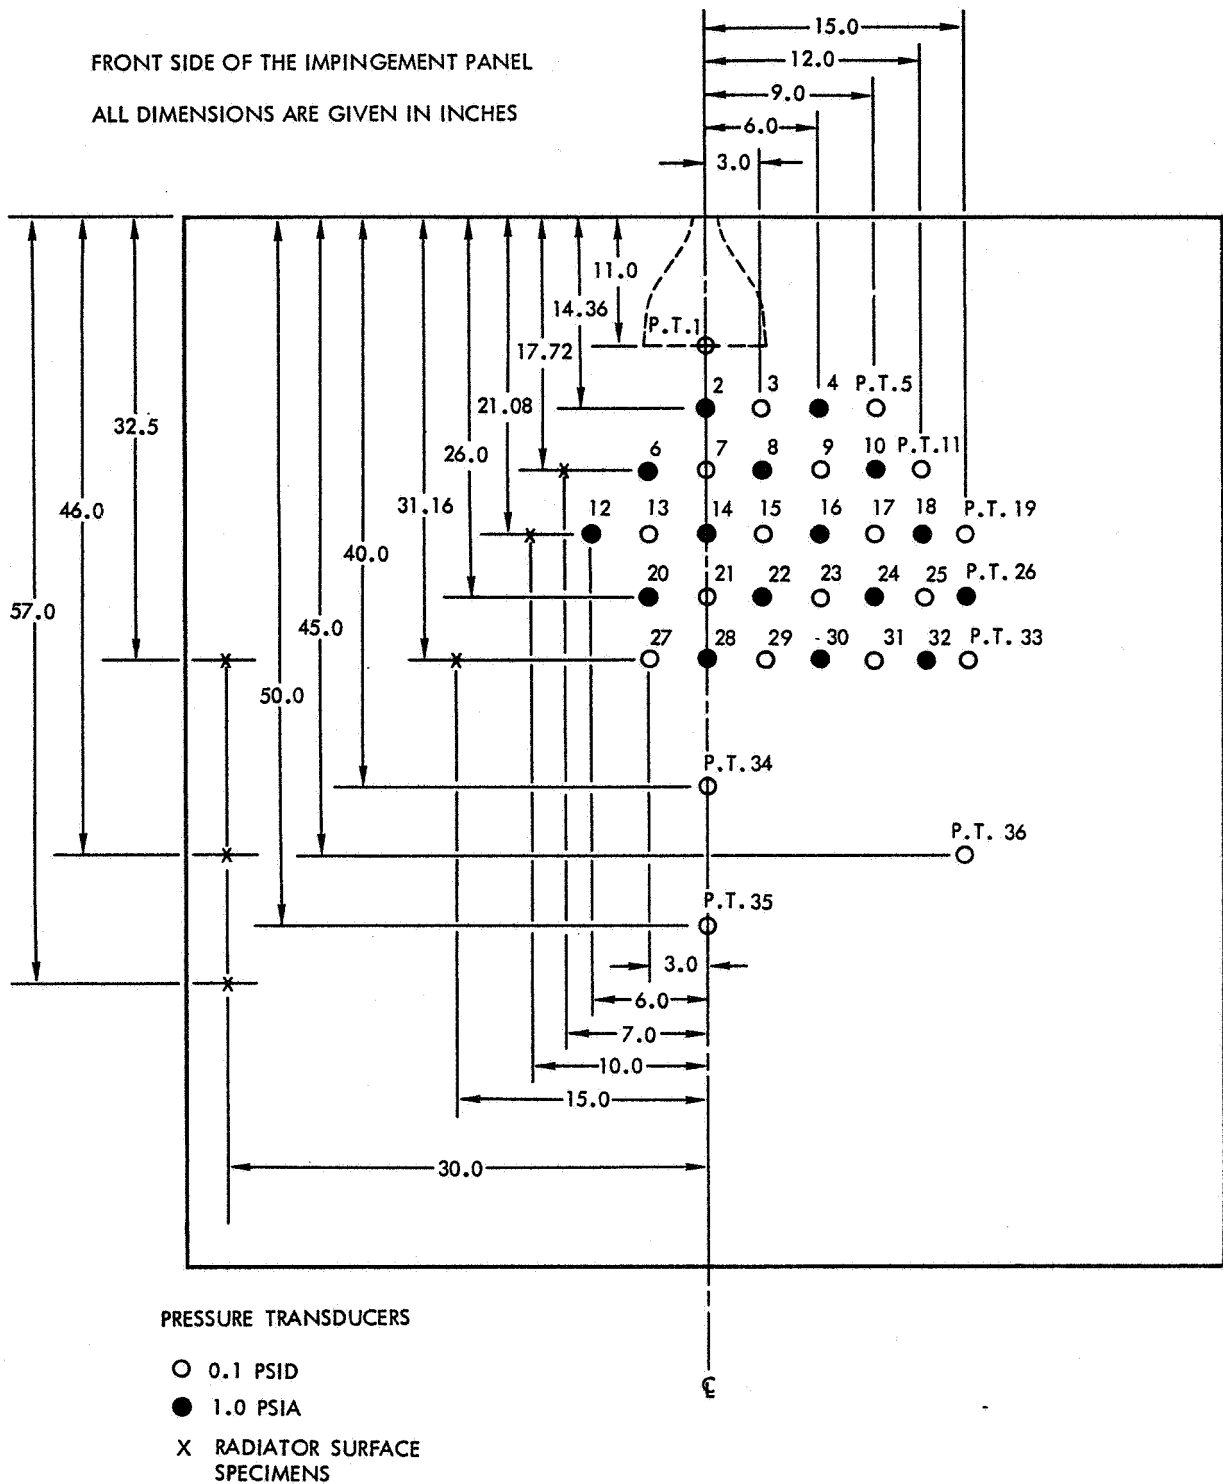 15.0
FRONT SIDE OF THE IMPINGEMENT PANEL
12.0
9.0
ALL DIMENSIONS ARE GIVEN IN INCHES
6.0
3.0
11.0
14.36
P.T.1
17.72
2 3 4 P.T.5
21.08
32.5
26.0
6 7 8 9 10 P.T.11
46.0
31.16
12 13 14 15 16 17 18 P.T. 19
40.0
20 21 22 23 24 25 P.T. 26
57.0
45.0
27 28 29 30 31 32 P.T. 33
50.0
P.T. 34
P.T. 36
P.T.35
3.0
6.0
7.0
10.0
15.0
30.0
PRESSURE TRANSDUCERS
0.1 PSID
℄
1.0 PSIA
X RADIATOR SURFACE
SPECIMENS